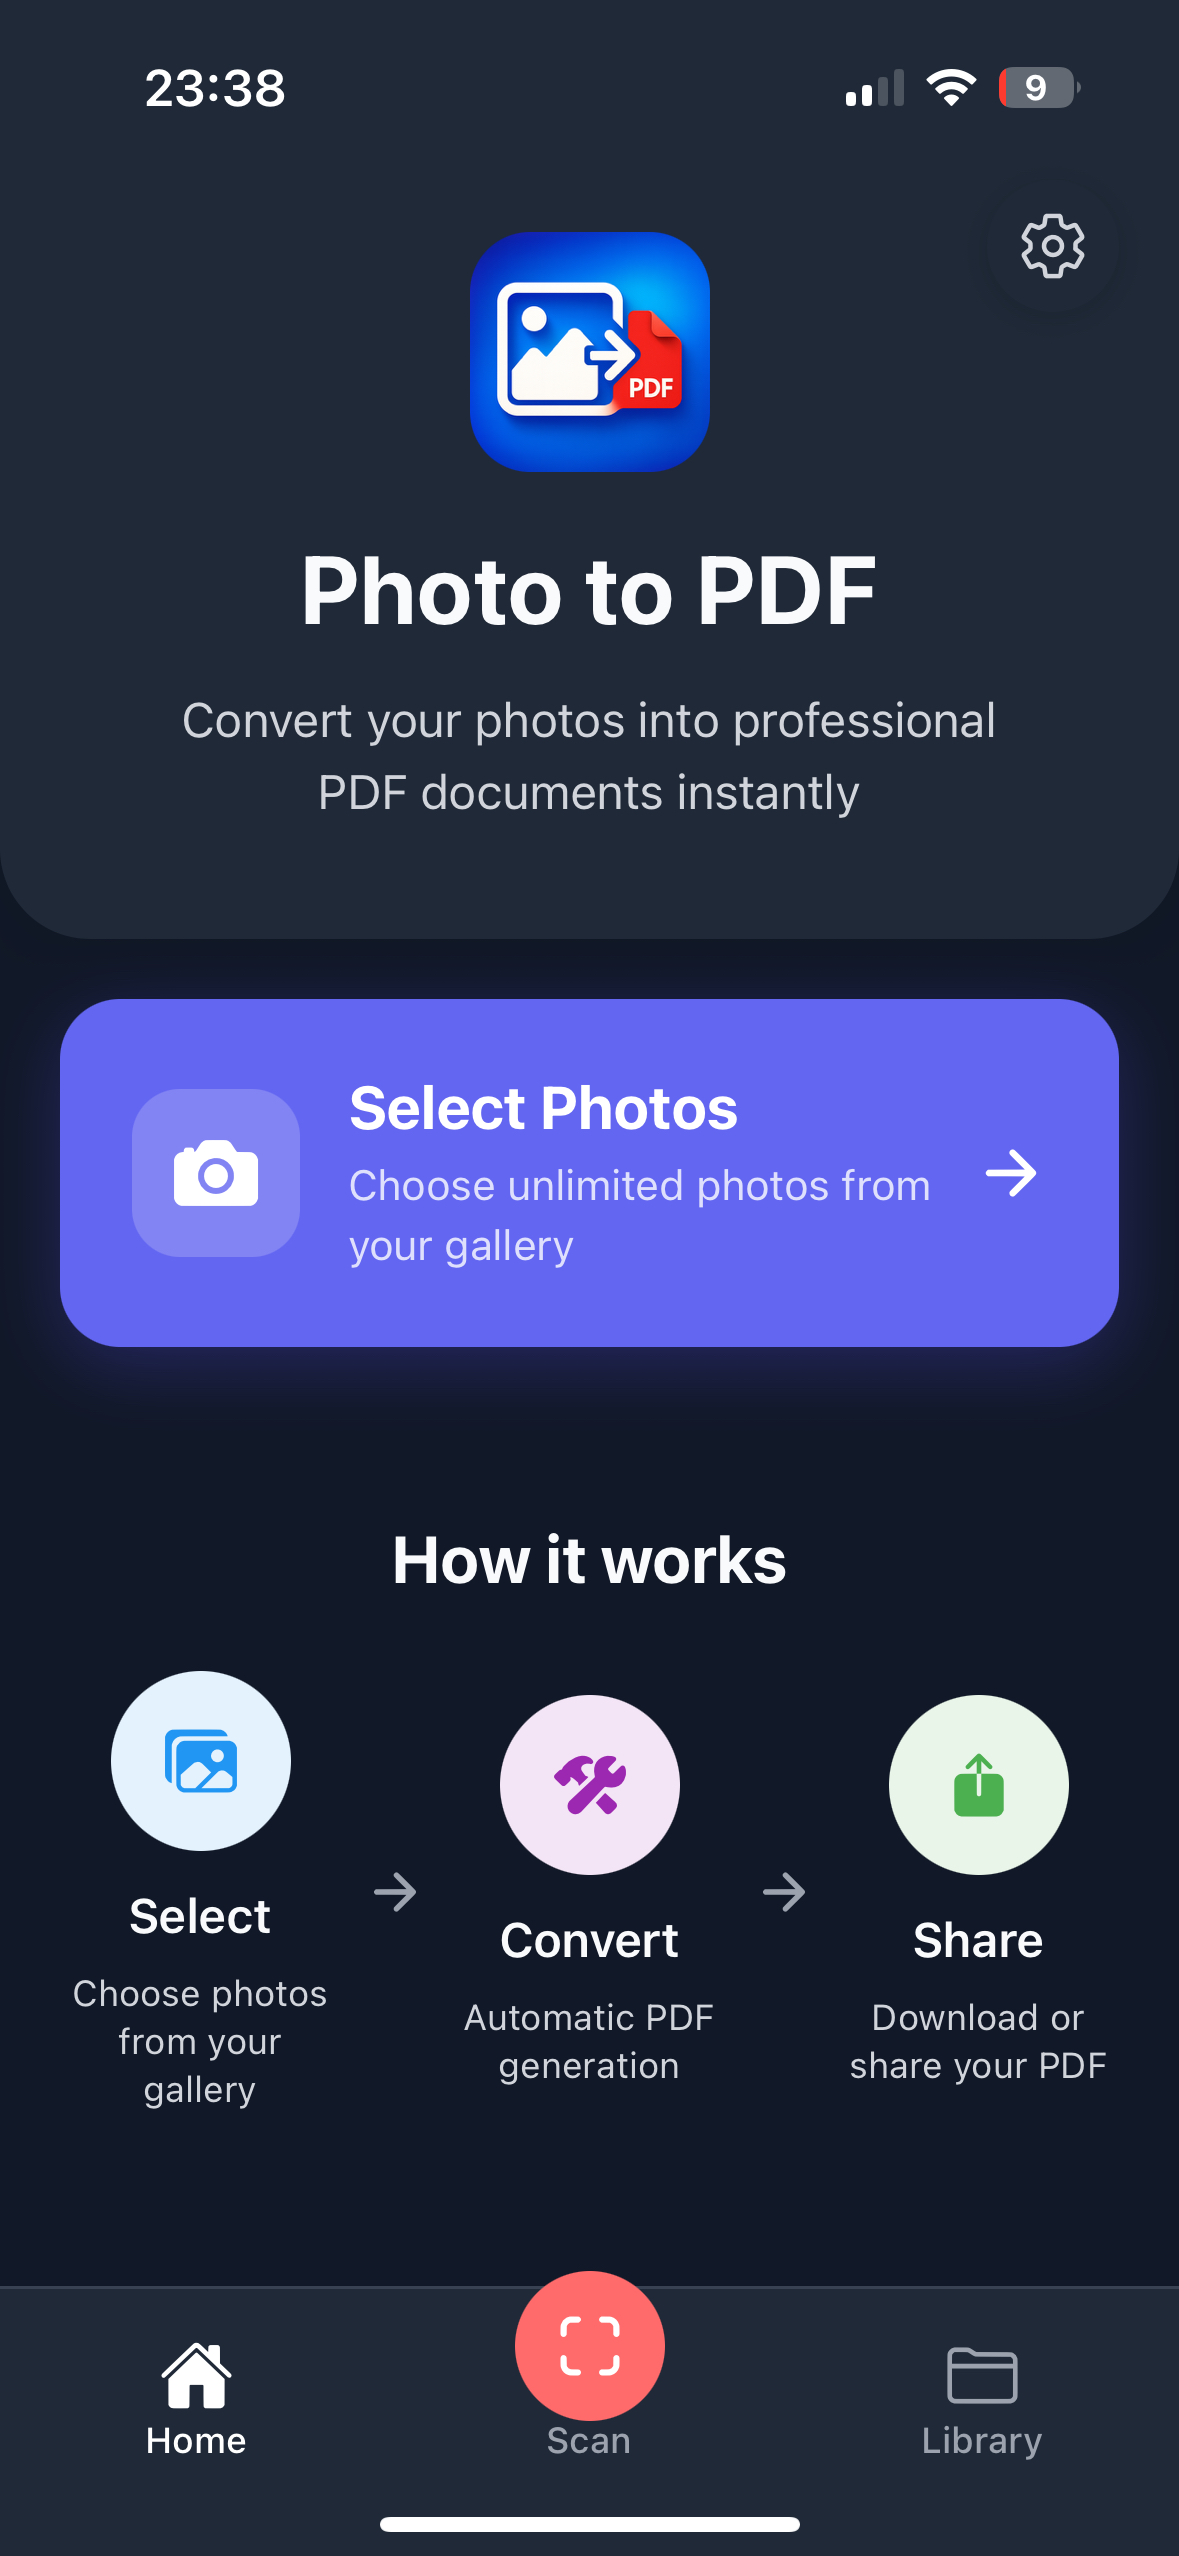 23:38
9
PDF
Photo to PDF
Convert your photos into professional
PDF documents instantly
Select Photos
Choose unlimited photos from
your gallery
How it works
Select
Choose photos
from your
gallery
Convert
Automatic PDF
generation
Share
Download or
share your PDF
Home
Scan
Library